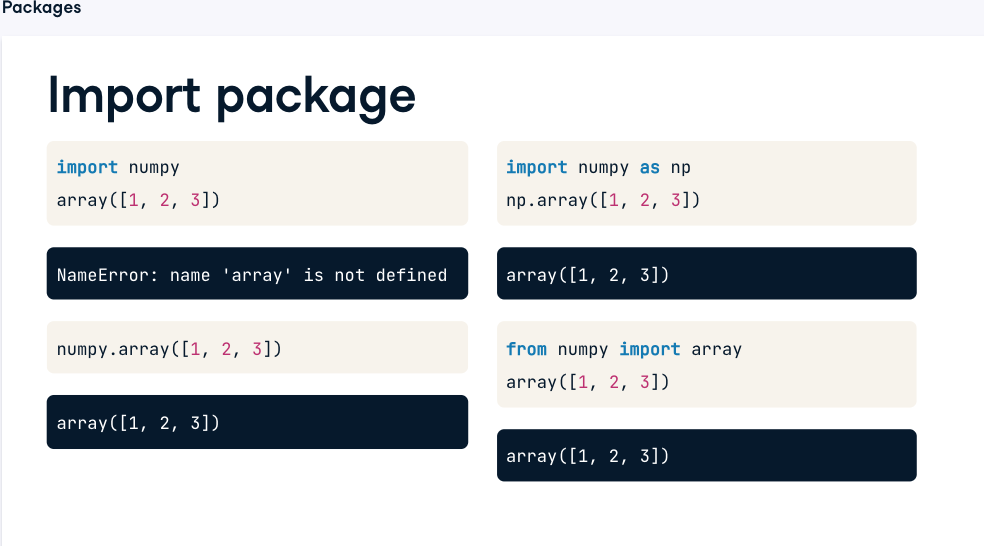 Packages
Import package
import numpy
array([1, 2, 3])
NameError: name 'array' is not defined
numpy.array([1, 2, 3])
array([1, 2, 3])
import numpy as np
np.array([1, 2, 3])
array([1, 2, 3])
from numpy import array
array([1, 2, 3])
array([1, 2, 3])